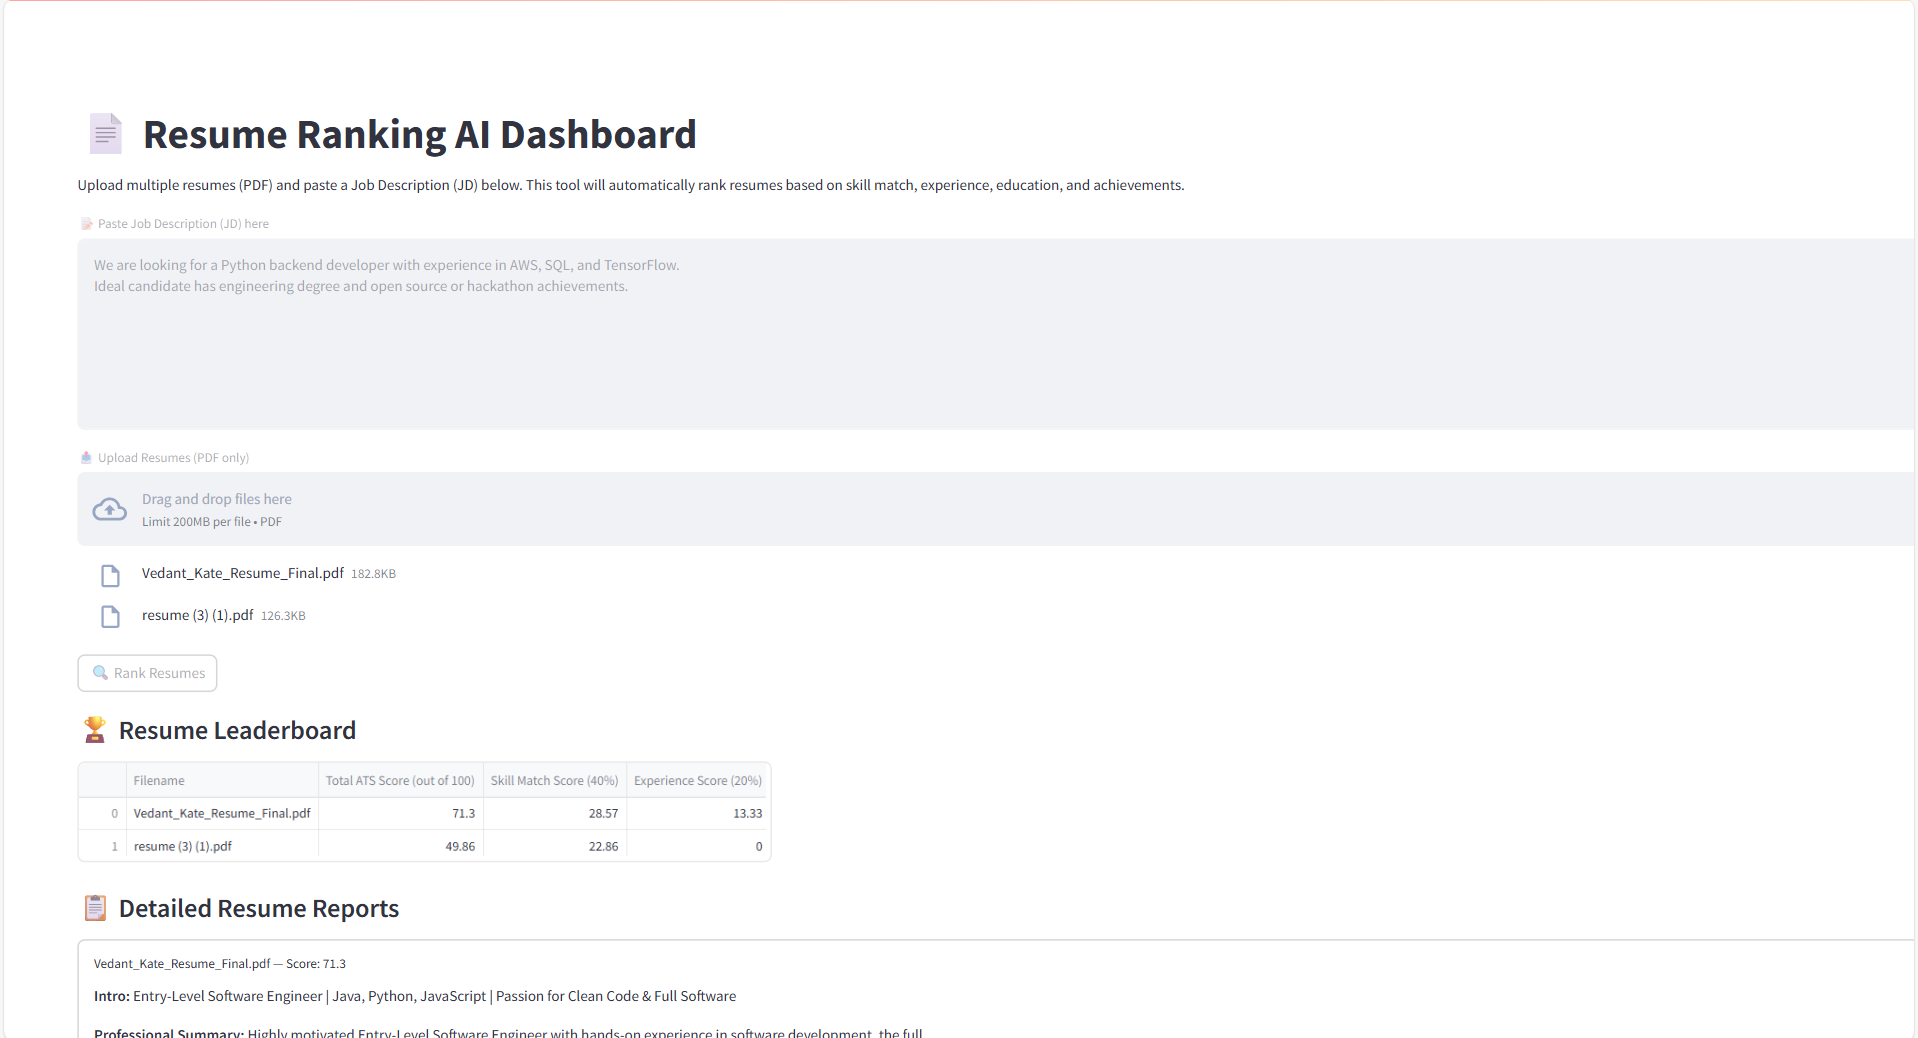 Resume Ranking AI Dashboard
Upload multiple resumes (PDF) and paste a Job Description (JD) below. This tool will automatically rank resumes based on skill match, experience, education, and achievements.
Paste Job Description (JD) here
We are looking for a Python backend developer with experience in AWS, SQL, and TensorFlow.
Ideal candidate has engineering degree and open source or hackathon achievements.
Upload Resumes (PDF only)
Drag and drop files here
Limit 200MB per file • PDF
Vedant_Kate_Resume_Final.pdf 182.8KB
resume (3) (1).pdf 126.3KB
Rank Resumes
Resume Leaderboard
Filename Total ATS Score (out of 100) Skill Match Score (40%) Experience Score (20%)
0 Vedant_Kate_Resume_Final.pdf 71.3 28.57 13.33
1 resume (3) (1).pdf 49.86 22.86 0
Detailed Resume Reports
Vedant_Kate_Resume_Final.pdf — Score: 71.3
Intro: Entry-Level Software Engineer | Java, Python, JavaScript | Passion for Clean Code & Full Software
Professional Summary: Highly motivated Entry-Level Software Engineer with hands-on experience in software development, the full